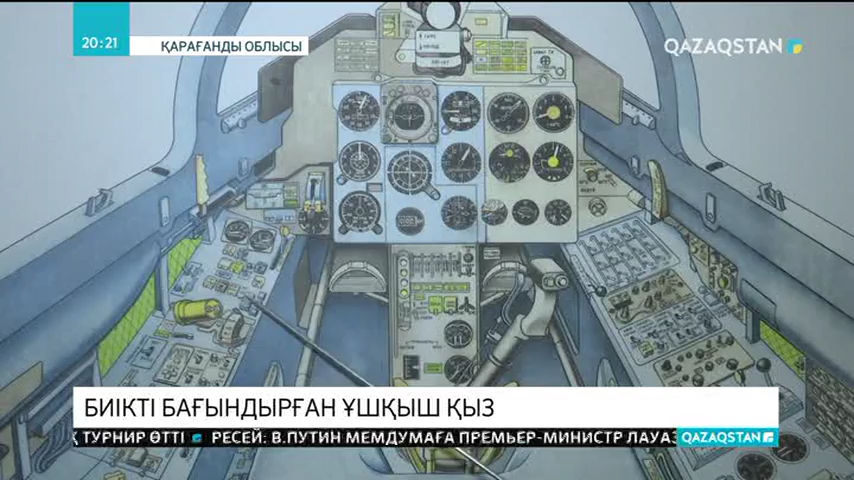 20:21
ҚАРАҒАНДЫ ОБЛЫСЫ
QAZAQSTAN
БИІКТІ БАҒЫНДЫРҒАН ҰШҚЫШ ҚЫЗ
ТУРНИР ӨТТІ РЕСЕЙ: В.ПУТИН МЕМДУМАҒА ПРЕМЬЕР-МИНИСТР ЛАУАЗ
QAZAQSTAN